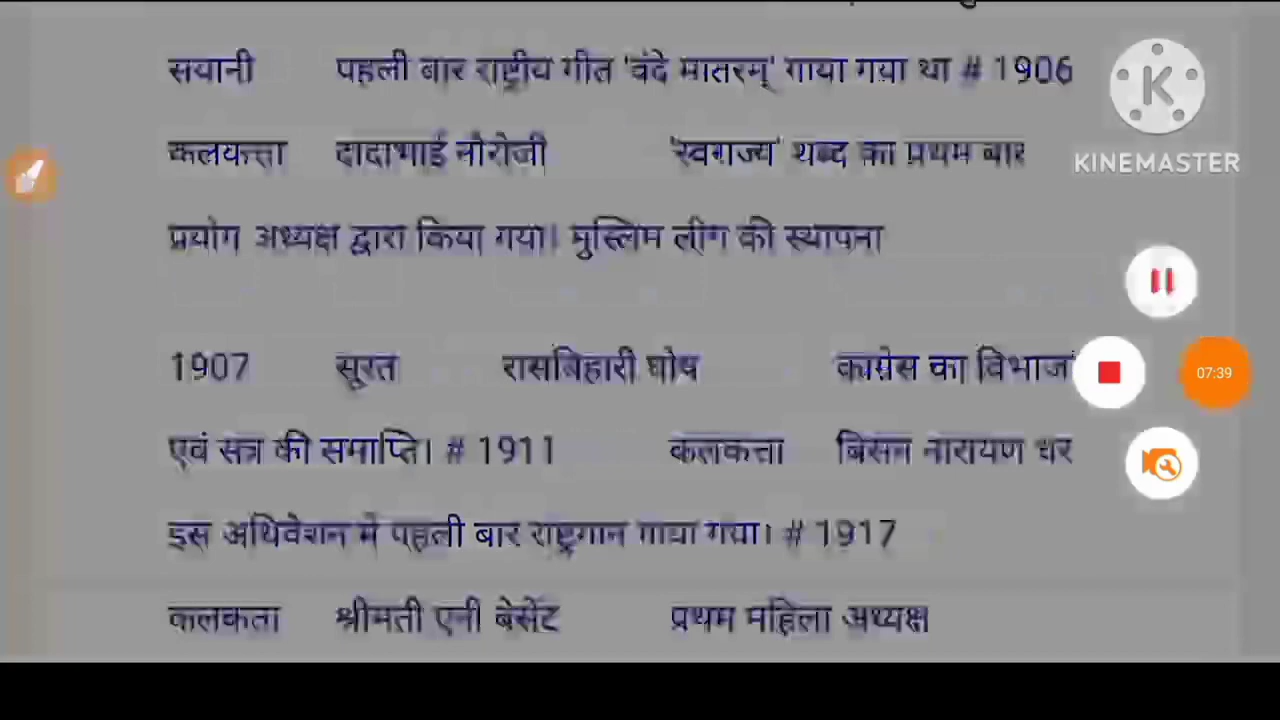 सयानी पहली बार राष्ट्रीय गीत 'वंदे मातरम्' गाया गया था # 1906
K
KINEMASTER
कलकत्ता दादाभाई नौरोजी 'स्वराज्य' शब्द का प्रथम बार
प्रयोग अध्यक्ष द्वारा किया गया। मुस्लिम लीग की स्थापना
1907 सूरत रासबिहारी घोष कांग्रेस का
07:39
एवं सत्र की समाप्ति। # 1911 कलकत्ता बिसन नारायण धर
इस अधिवेशन में पहली बार राष्ट्रगान गाया गया। # 1917
कलकता श्रीमती एनी बेसेंट प्रथम महिला अध्यक्ष